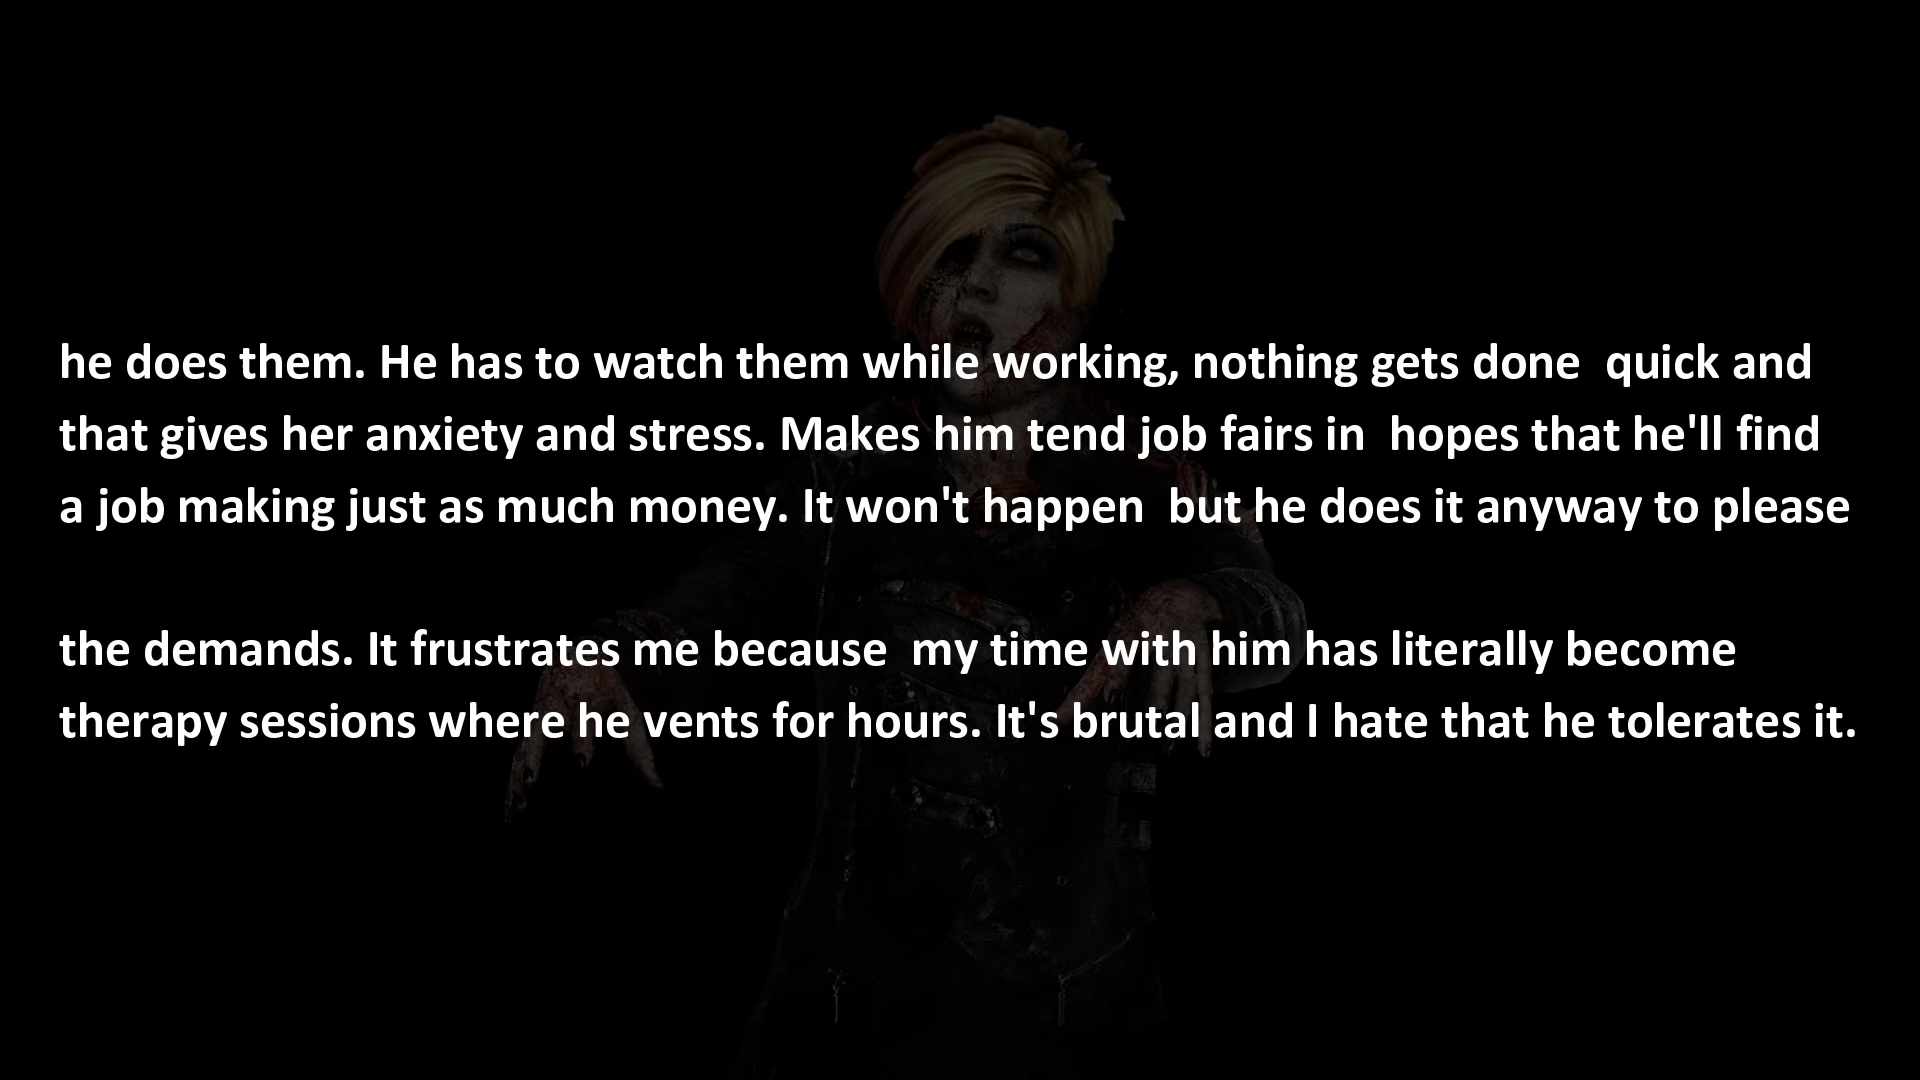 he does them. He has to watch them while working, nothing gets done  quick and
that gives her anxiety and stress. Makes him tend job fairs in  hopes that he'll find
a job making just as much money. It won't happen  but he does it anyway to please
the demands. It frustrates me because  my time with him has literally become
therapy sessions where he vents for hours. It's brutal and I hate that he tolerates it.